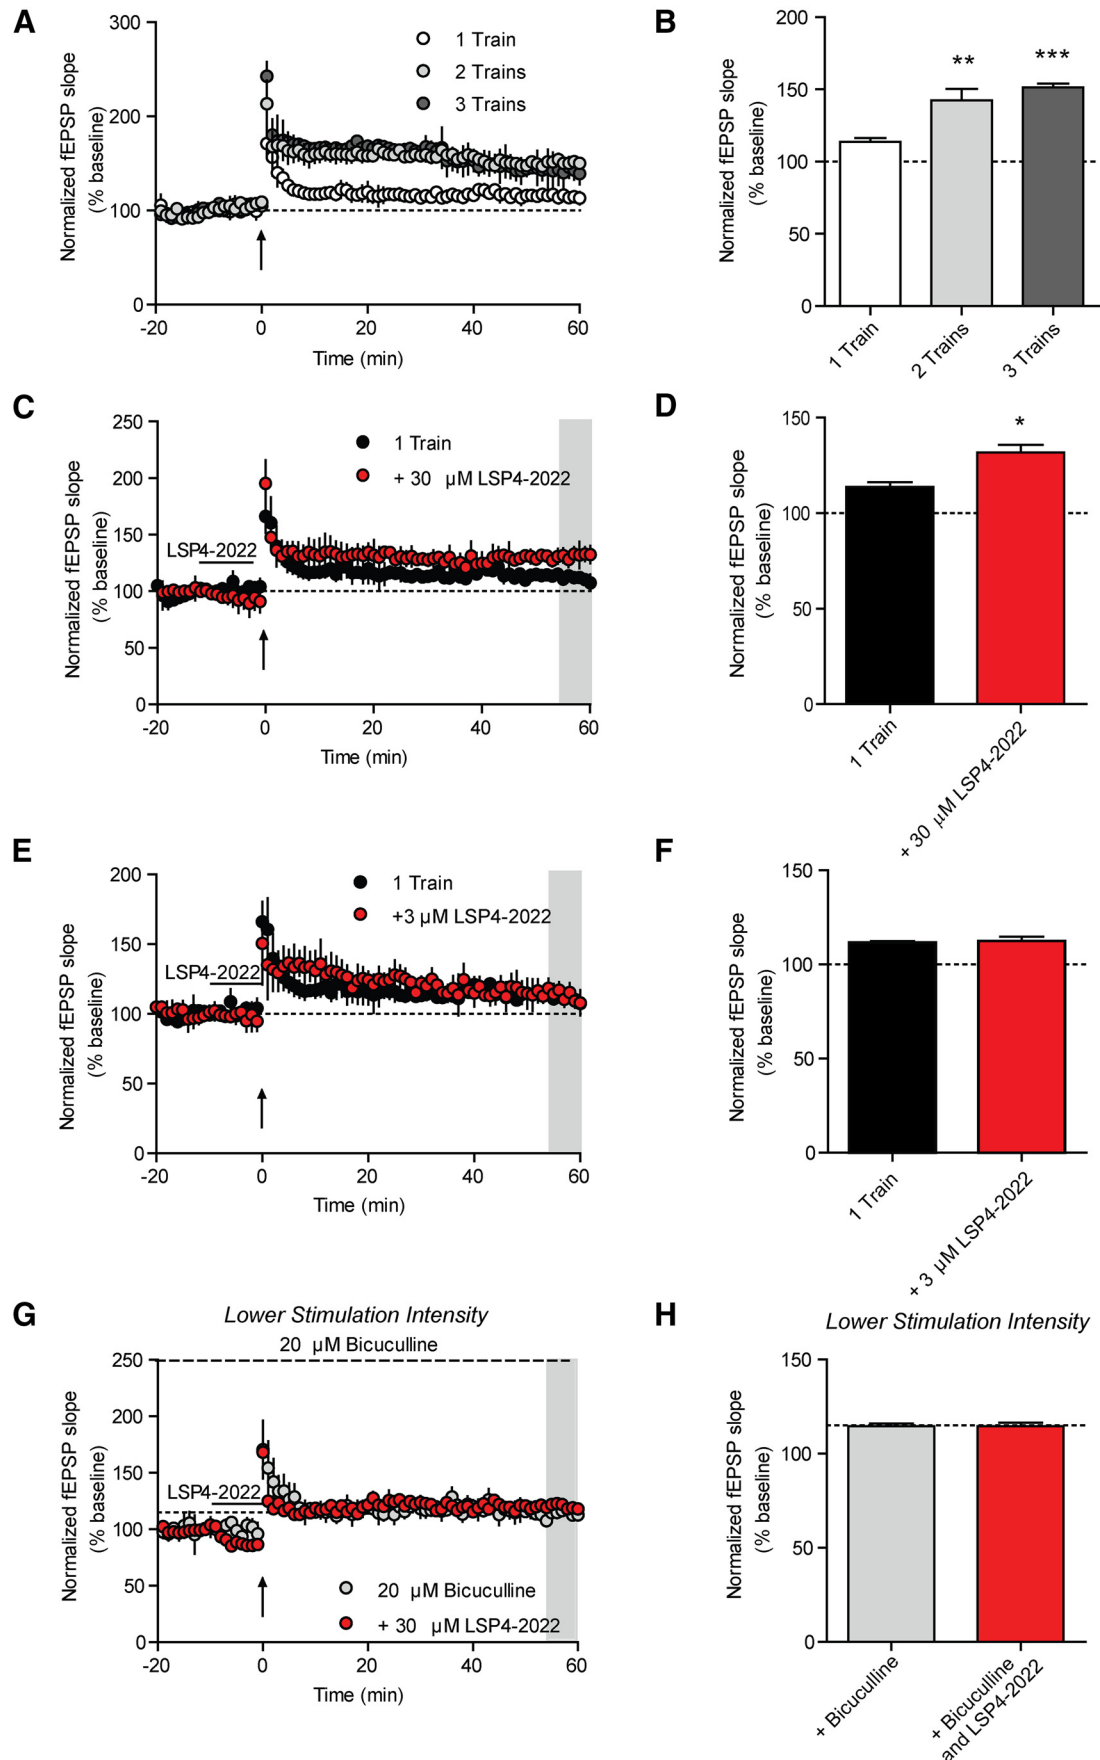 A
Normalized fEPSP slope
(% baseline)
300
200
100
0
-20
0
20
40
60
Time (min)
1 Train
2 Trains
3 Trains
B
Normalized fEPSP slope
(% baseline)
200
150
100
50
0
**
***
1 Train
2 Trains
3 Trains
C
Normalized fEPSP slope
(% baseline)
250
200
150
100
50
0
-20
0
20
40
60
Time (min)
1 Train
+ 30 µM LSP4-2022
LSP4-2022
D
Normalized fEPSP slope
(% baseline)
150
100
50
0
*
1 Train
+ 30 µM LSP4-2022
E
Normalized fEPSP slope
(% baseline)
200
150
100
50
0
-20
0
20
40
60
Time (min)
1 Train
+3 µM LSP4-2022
LSP4-2022
F
Normalized fEPSP slope
(% baseline)
150
100
50
0
1 Train
+ 3 µM LSP4-2022
G
Lower Stimulation Intensity
20 µM Bicuculline
Normalized fEPSP slope
(% baseline)
250
200
150
100
50
0
-20
0
20
40
60
Time (min)
LSP4-2022
20 µM Bicuculline
+ 30 µM LSP4-2022
H
Lower Stimulation Intensity
Normalized fEPSP slope
(% baseline)
150
100
50
0
+ Bicuculline
+ Bicuculline
and LSP4-2022